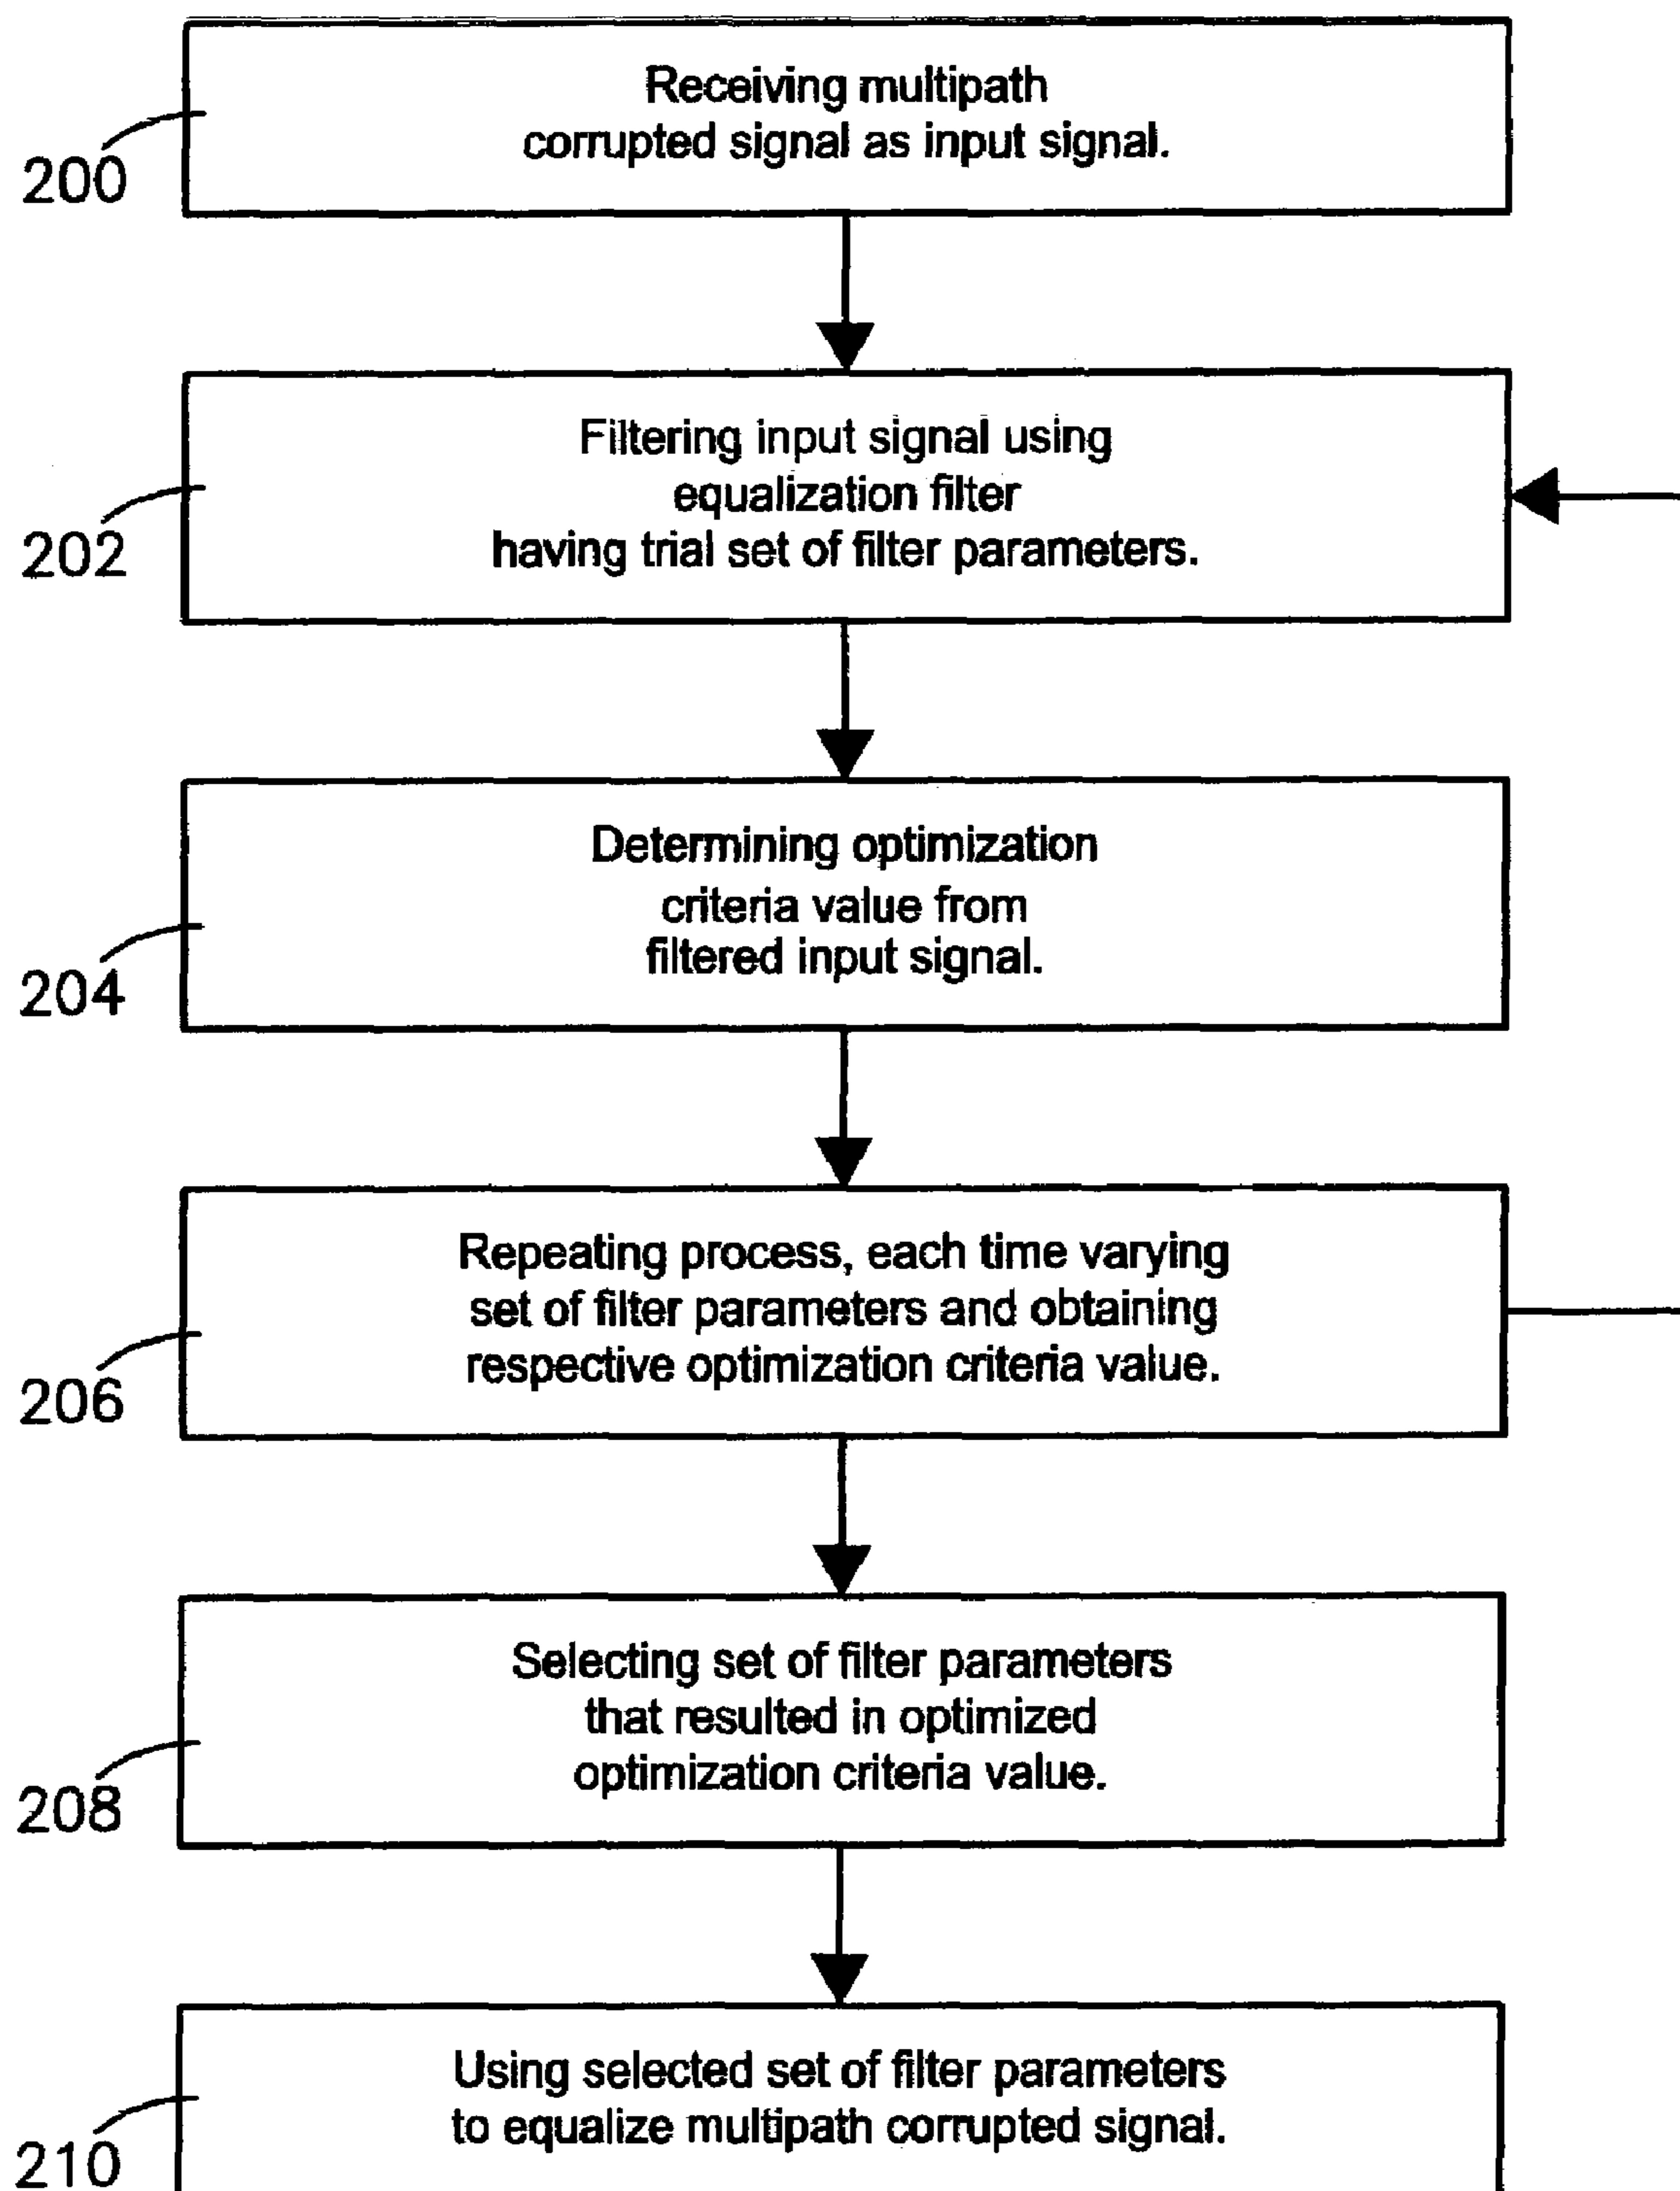 Receiving multipath
corrupted signal as input signal.
200
Filtering input signal using
equalization filter
having trial set of filter parameters.
202
Determining optimization
criteria value from
filtered input signal.
204
Repeating process, each time varying
set of filter parameters and obtaining
respective optimization criteria value.
206
Selecting set of filter parameters
that resulted in optimized
optimization criteria value.
208
Using selected set of filter parameters
to equalize multipath corrupted signal.
210